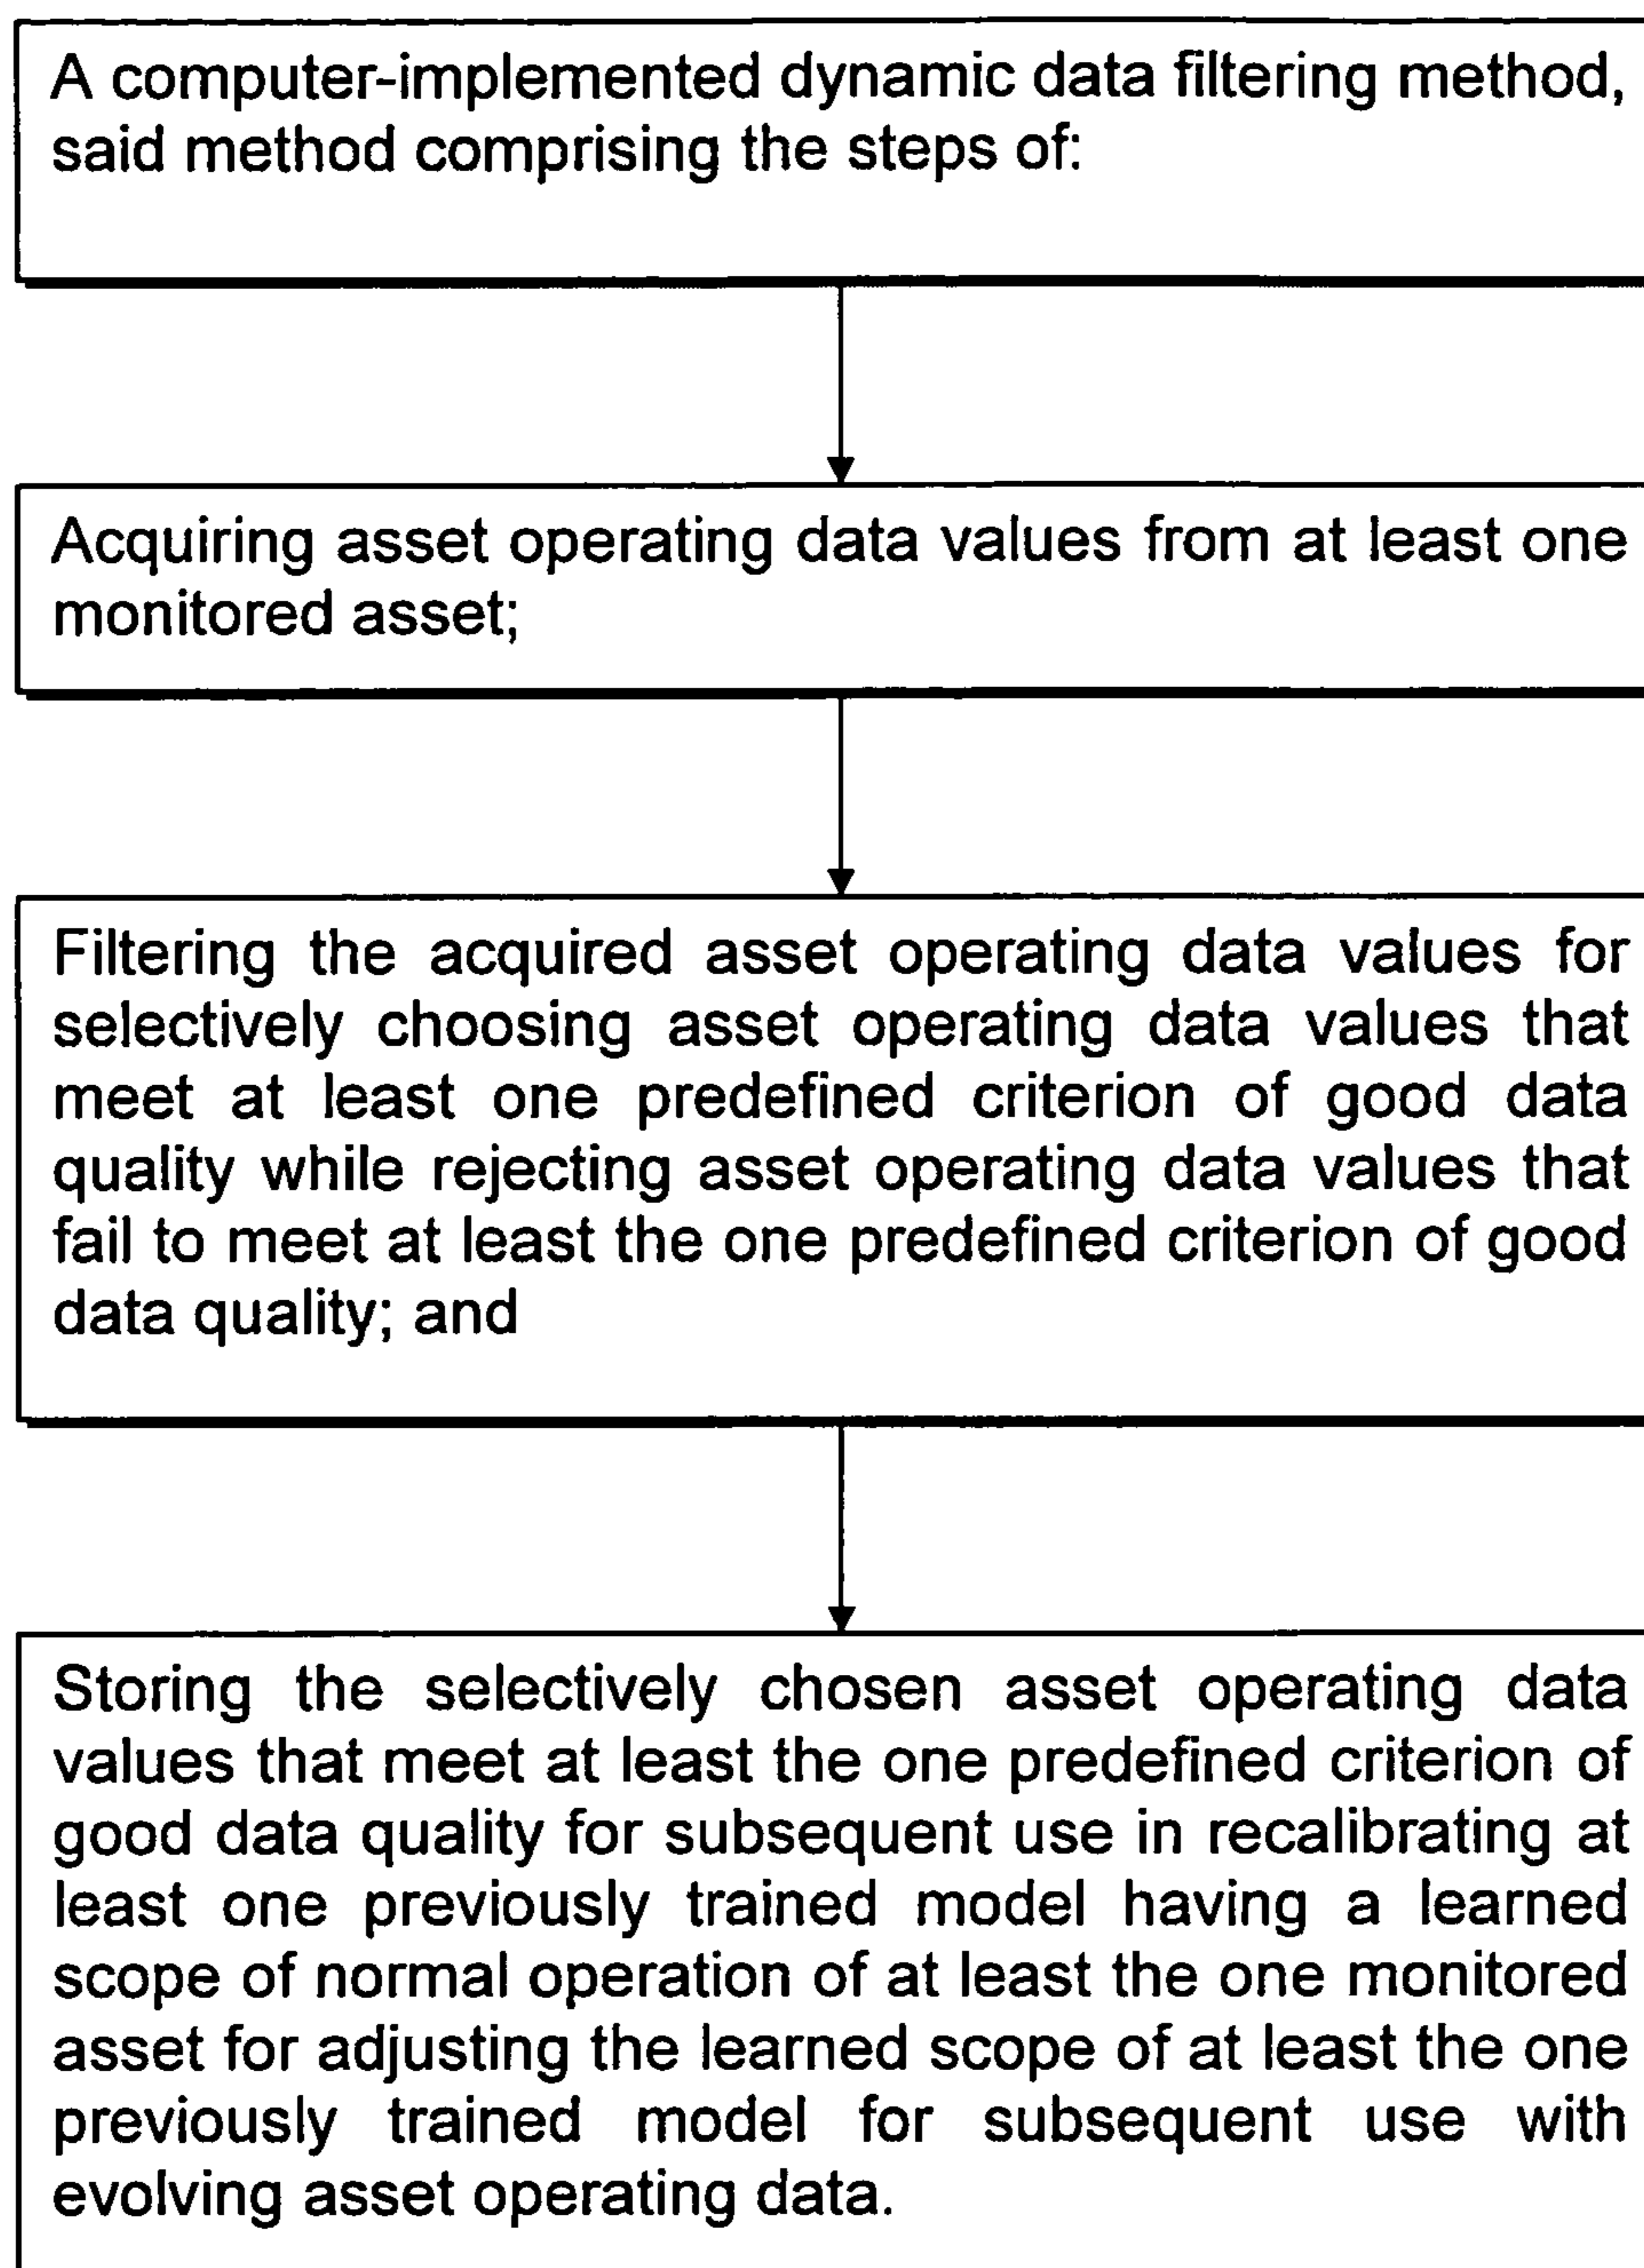 A computer-implemented dynamic data filtering method,
said method comprising the steps of:
Acquiring asset operating data values from at least one
monitored asset;
Filtering the acquired asset operating data values for
selectively choosing asset operating data values that
meet at least one predefined criterion of good data
quality while rejecting asset operating data values that
fail to meet at least the one predefined criterion of good
data quality; and
Storing the selectively chosen asset operating data
values that meet at least the one predefined criterion of
good data quality for subsequent use in recalibrating at
least one previously trained model having a learned
scope of normal operation of at least the one monitored
asset for adjusting the learned scope of at least the one
previously trained model for subsequent use with
evolving asset operating data.